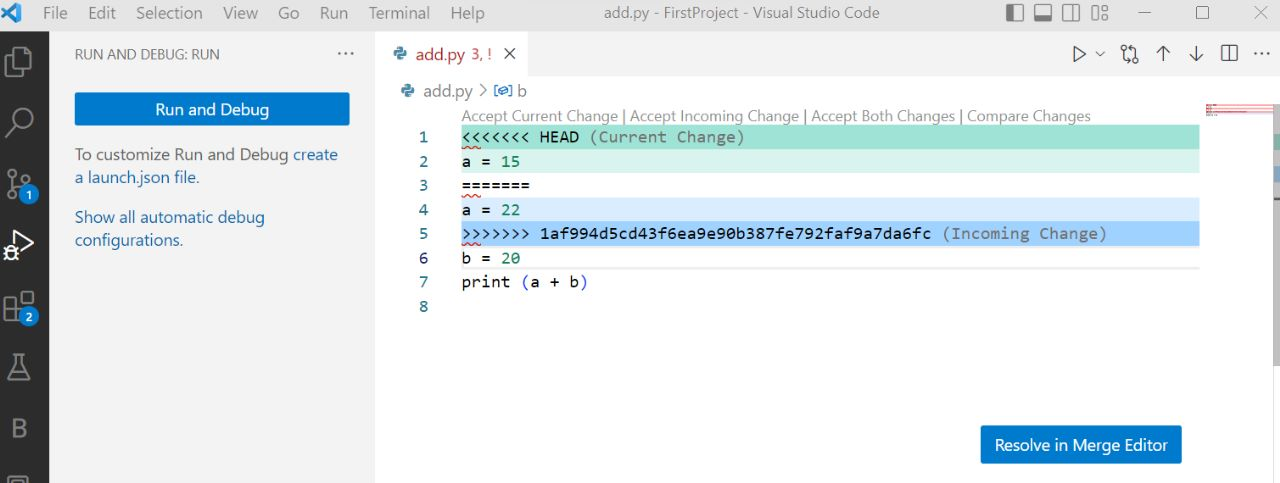 File Edit Selection View Go Run Terminal Help add.py - FirstProject - Visual Studio Code
RUN AND DEBUG: RUN ...
Run and Debug
To customize Run and Debug create
a launch.json file.
Show all automatic debug
configurations.
1
2
B
add.py 3, !
add.py > b
Accept Current Change | Accept Incoming Change | Accept Both Changes | Compare Changes
1 <<<<<<< HEAD (Current Change)
2 a = 15
3 =======
4 a = 22
5 >>>>>>> 1af994d5cd43f6ea9e90b387fe792faf9a7da6fc (Incoming Change)
6 b = 20
7 print (a + b)
8
Resolve in Merge Editor